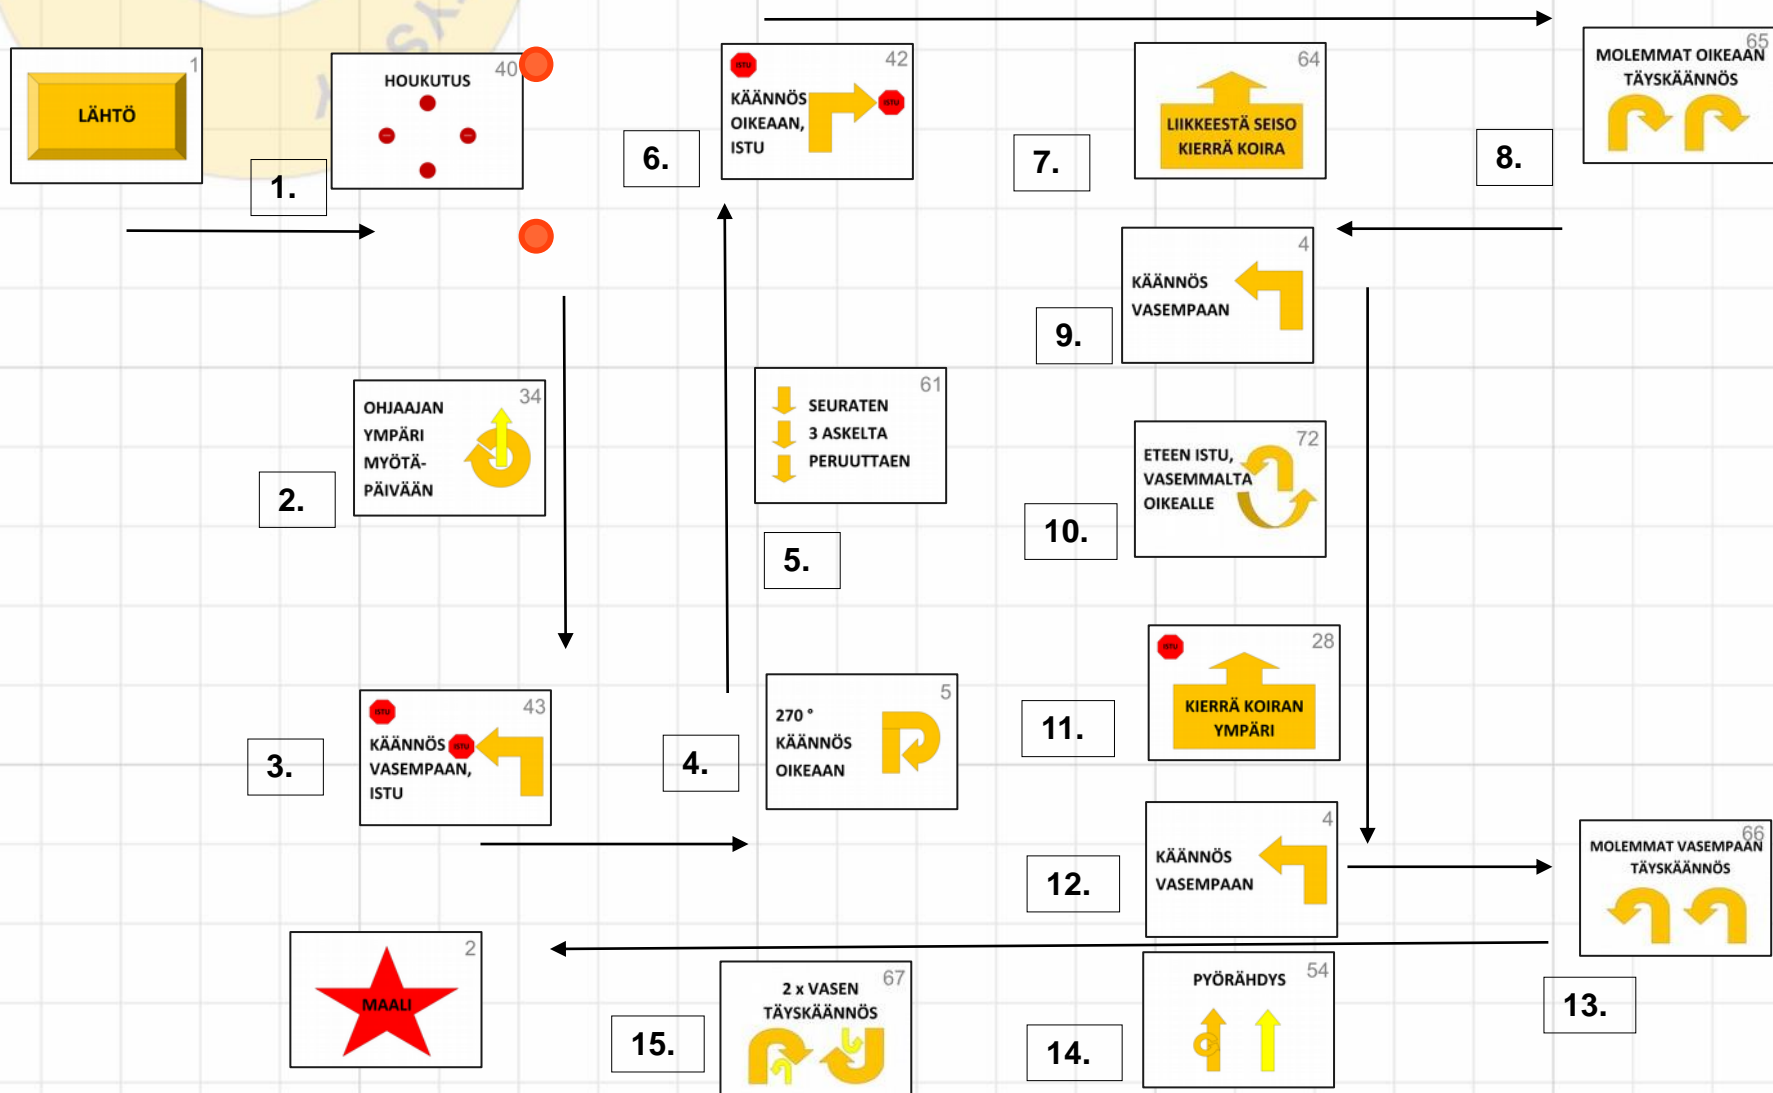 TYS
Y
1
LÄHTÖ
1.
40
HOUKUTUS
34
OHJAAJAN
YMPÄRI
MYÖTÄ-
PÄIVÄÄN
2.
43
ISTU
KÄÄNNÖS
ISTU
VASEMPAAN,
ISTU
3.
5
270 °
KÄÄNNÖS
OIKEAAN
4.
61
SEURATEN
3 ASKELTA
PERUUTTAEN
5.
42
ISTU
KÄÄNNÖS
OIKEAAN,
ISTU
ISTU
6.
64
LIIKKEESTÄ SEISO
KIERRÄ KOIRA
7.
65
MOLEMMAT OIKEAAN
TÄYSKÄÄNNÖS
8.
4
KÄÄNNÖS
VASEMPAAN
9.
72
ETEEN ISTU,
VASEMMALTA
OIKEALLE
10.
28
ISTU
KIERRÄ KOIRAN
YMPÄRI
11.
4
KÄÄNNÖS
VASEMPAAN
12.
66
MOLEMMAT VASEMPAAN
TÄYSKÄÄNNÖS
13.
54
PYÖRÄHDYS
14.
67
2 x VASEN
TÄYSKÄÄNNÖS
15.
2
MAALI